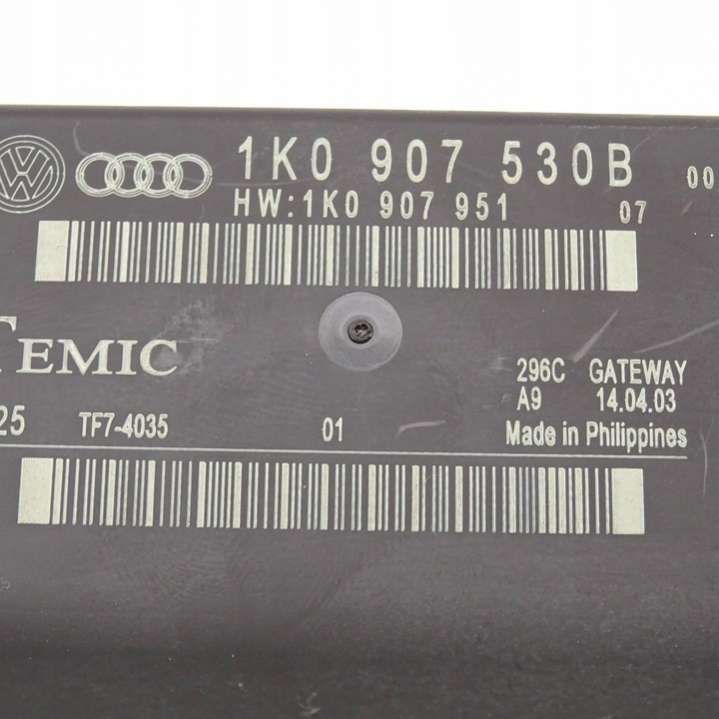 1K0 907 530B 00
HW:1K0 907 951 07
TEMIC
296C GATEWAY
A9 14.04.03
25 TF7-4035 01 Made in Philippines